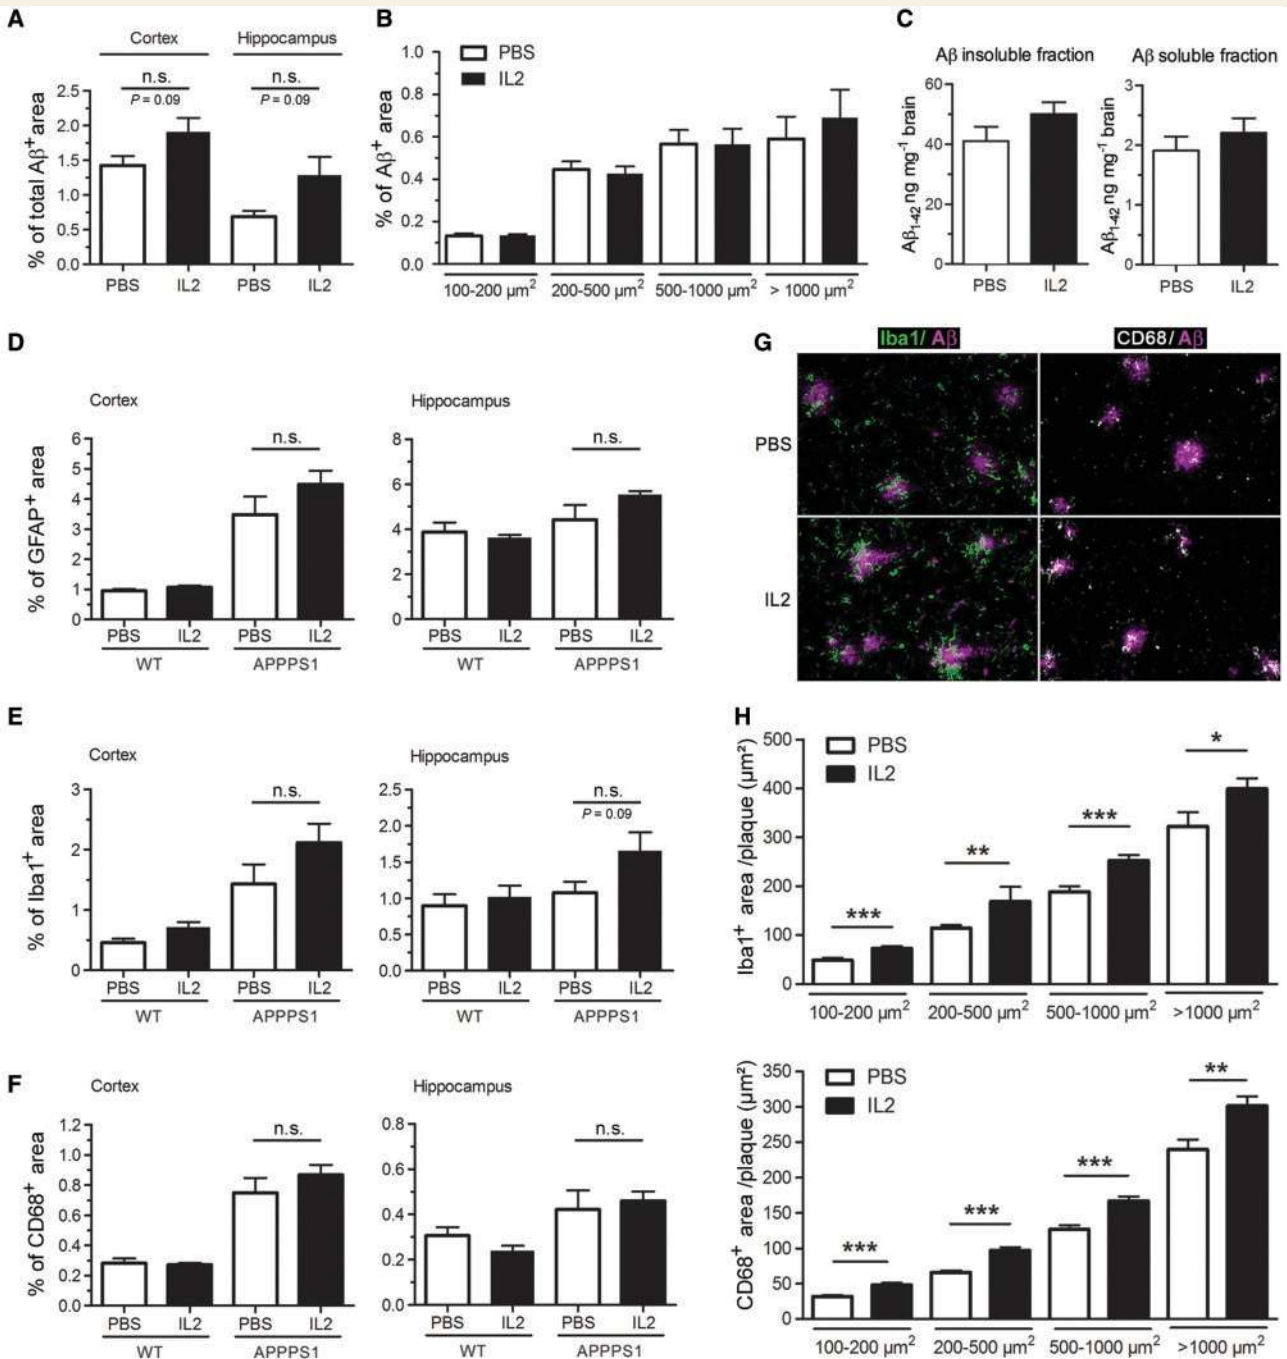 A
Cortex
Hippocampus
n.s.
n.s.
P = 0.09
P = 0.09
% of total Aβ+ area
2.5
2.0
1.5
1.0
0.5
0.0
PBS IL2 PBS IL2
B
PBS
IL2
% of Aβ+ area
1.0
0.8
0.6
0.4
0.2
0.0
100-200 µm² 200-500 µm² 500-1000 µm² > 1000 µm²
C
Aβ insoluble fraction
Aβ1-42 ng mg-1 brain
60
40
20
0
PBS IL2
Aβ soluble fraction
Aβ1-42 ng mg-1 brain
3
2
1
0
PBS IL2
D
Cortex
% of GFAP+ area
6
5
4
3
2
1
0
n.s.
PBS IL2 PBS IL2
WT APPPS1
Hippocampus
8
6
4
2
0
n.s.
PBS IL2 PBS IL2
WT APPPS1
G
Iba1/ Aβ
CD68/ Aβ
PBS
IL2
E
Cortex
% of Iba1+ area
3
2
1
0
n.s.
PBS IL2 PBS IL2
WT APPPS1
Hippocampus
2.5
2.0
1.5
1.0
0.5
0.0
n.s.
P = 0.09
PBS IL2 PBS IL2
WT APPPS1
H
PBS
IL2
Iba1+ area /plaque (µm²)
500
400
300
200
100
0
*** ** *** *
100-200 µm² 200-500 µm² 500-1000 µm² >1000 µm²
F
Cortex
% of CD68+ area
1.2
1.0
0.8
0.6
0.4
0.2
0.0
n.s.
PBS IL2 PBS IL2
WT APPPS1
Hippocampus
0.8
0.6
0.4
0.2
0.0
n.s.
PBS IL2 PBS IL2
WT APPPS1
PBS
IL2
CD68+ area /plaque (µm²)
350
300
250
200
150
100
50
0
*** *** *** **
100-200 µm² 200-500 µm² 500-1000 µm² >1000 µm²